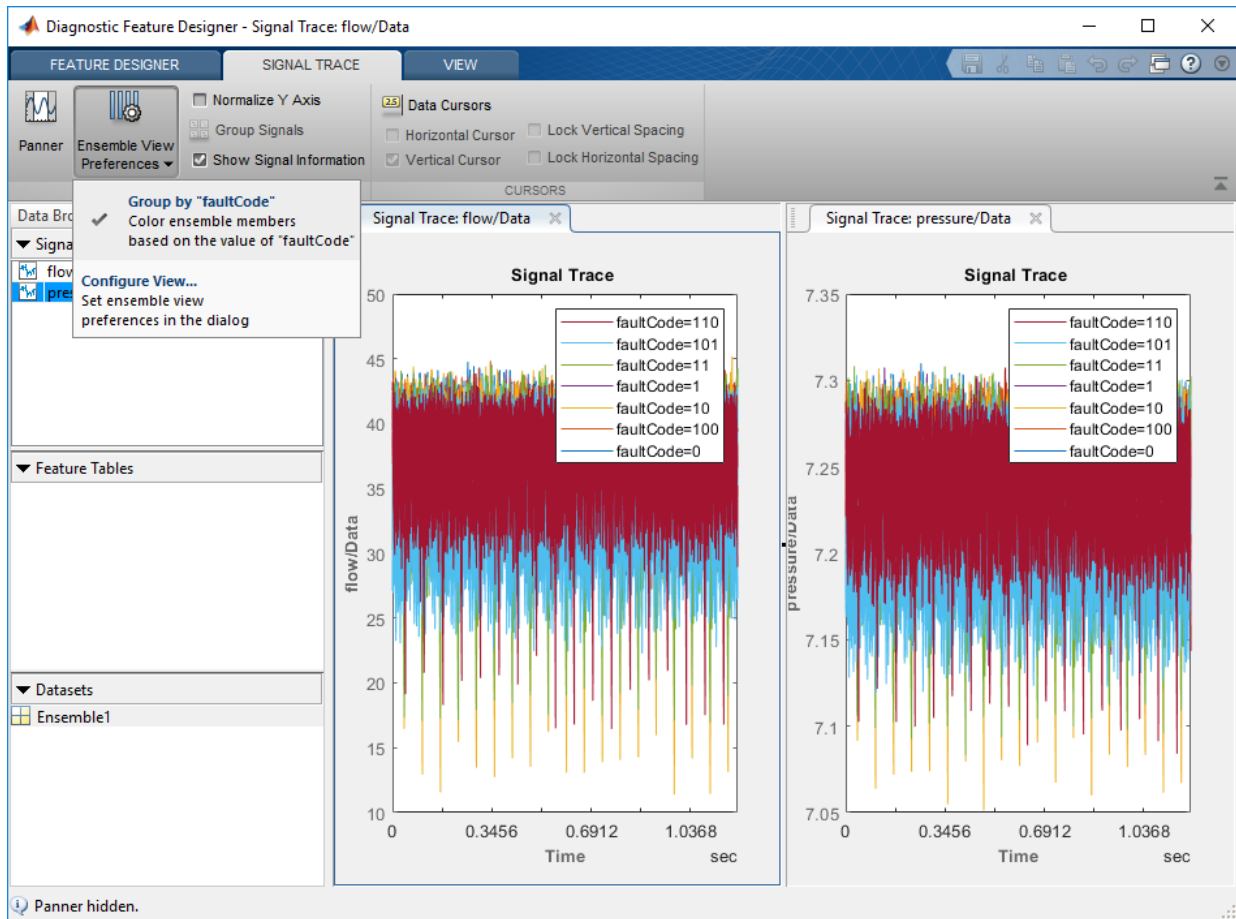 Diagnostic Feature Designer - Signal Trace: flow/Data
FEATURE DESIGNER
SIGNAL TRACE
VIEW
Panner
Ensemble View
Preferences
Normalize Y Axis
Group Signals
Show Signal Information
2.5
Data Cursors
Horizontal Cursor
Lock Vertical Spacing
Vertical Cursor
Lock Horizontal Spacing
CURSORS
Group by "faultCode"
Color ensemble members
based on the value of "faultCode"
Configure View...
Set ensemble view
preferences in the dialog
Data Bro
Signa
flow
pres
Feature Tables
Datasets
Ensemble1
Signal Trace: flow/Data
Signal Trace
50
45
40
35
30
25
20
15
10
flow/Data
faultCode=110
faultCode=101
faultCode=11
faultCode=1
faultCode=10
faultCode=100
faultCode=0
0
0.3456
0.6912
1.0368
Time
sec
Signal Trace: pressure/Data
Signal Trace
7.35
7.3
7.25
7.2
7.15
7.1
7.05
pressure/Data
faultCode=110
faultCode=101
faultCode=11
faultCode=1
faultCode=10
faultCode=100
faultCode=0
0
0.3456
0.6912
1.0368
Time
sec
Panner hidden.